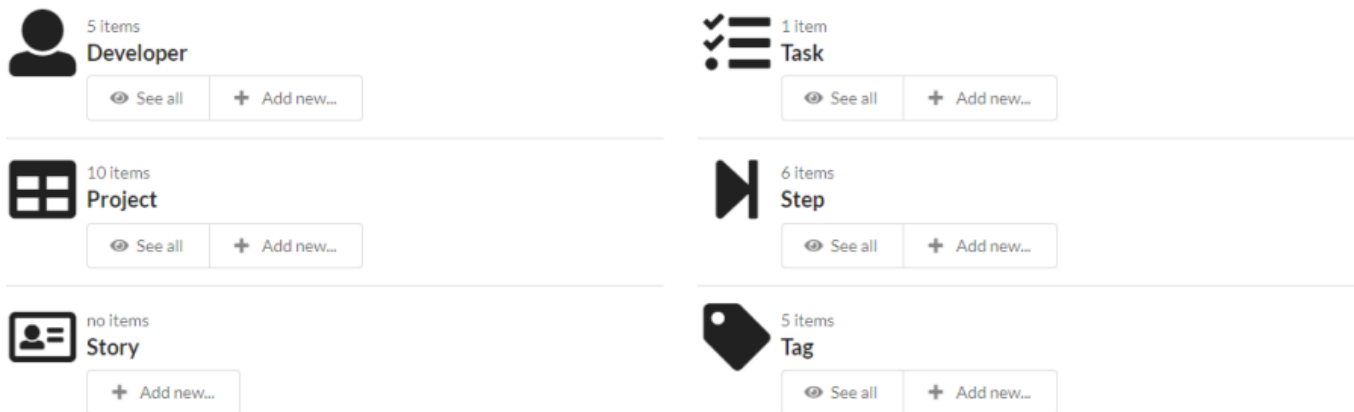 5 items
Developer
See all
Add new...
1 item
Task
See all
Add new...
10 items
Project
See all
Add new...
6 items
Step
See all
Add new...
no items
Story
Add new...
5 items
Tag
See all
Add new...